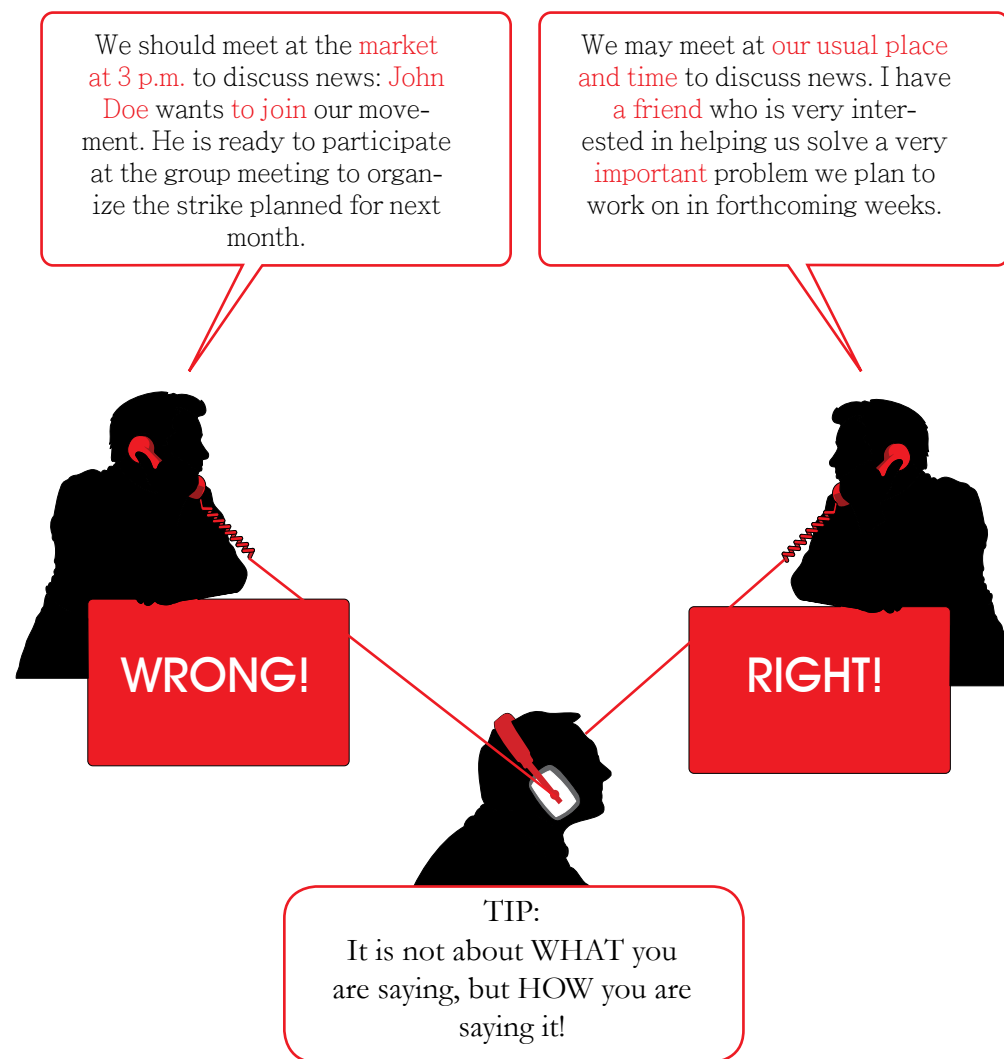 We should meet at the market
at 3 p.m. to discuss news: John
Doe wants to join our move-
ment. He is ready to participate
at the group meeting to organ-
ize the strike planned for next
month.
We may meet at our usual place
and time to discuss news. I have
a friend who is very inter-
ested in helping us solve a very
important problem we plan to
work on in forthcoming weeks.
WRONG!
RIGHT!
TIP:
It is not about WHAT you
are saying, but HOW you are
saying it!